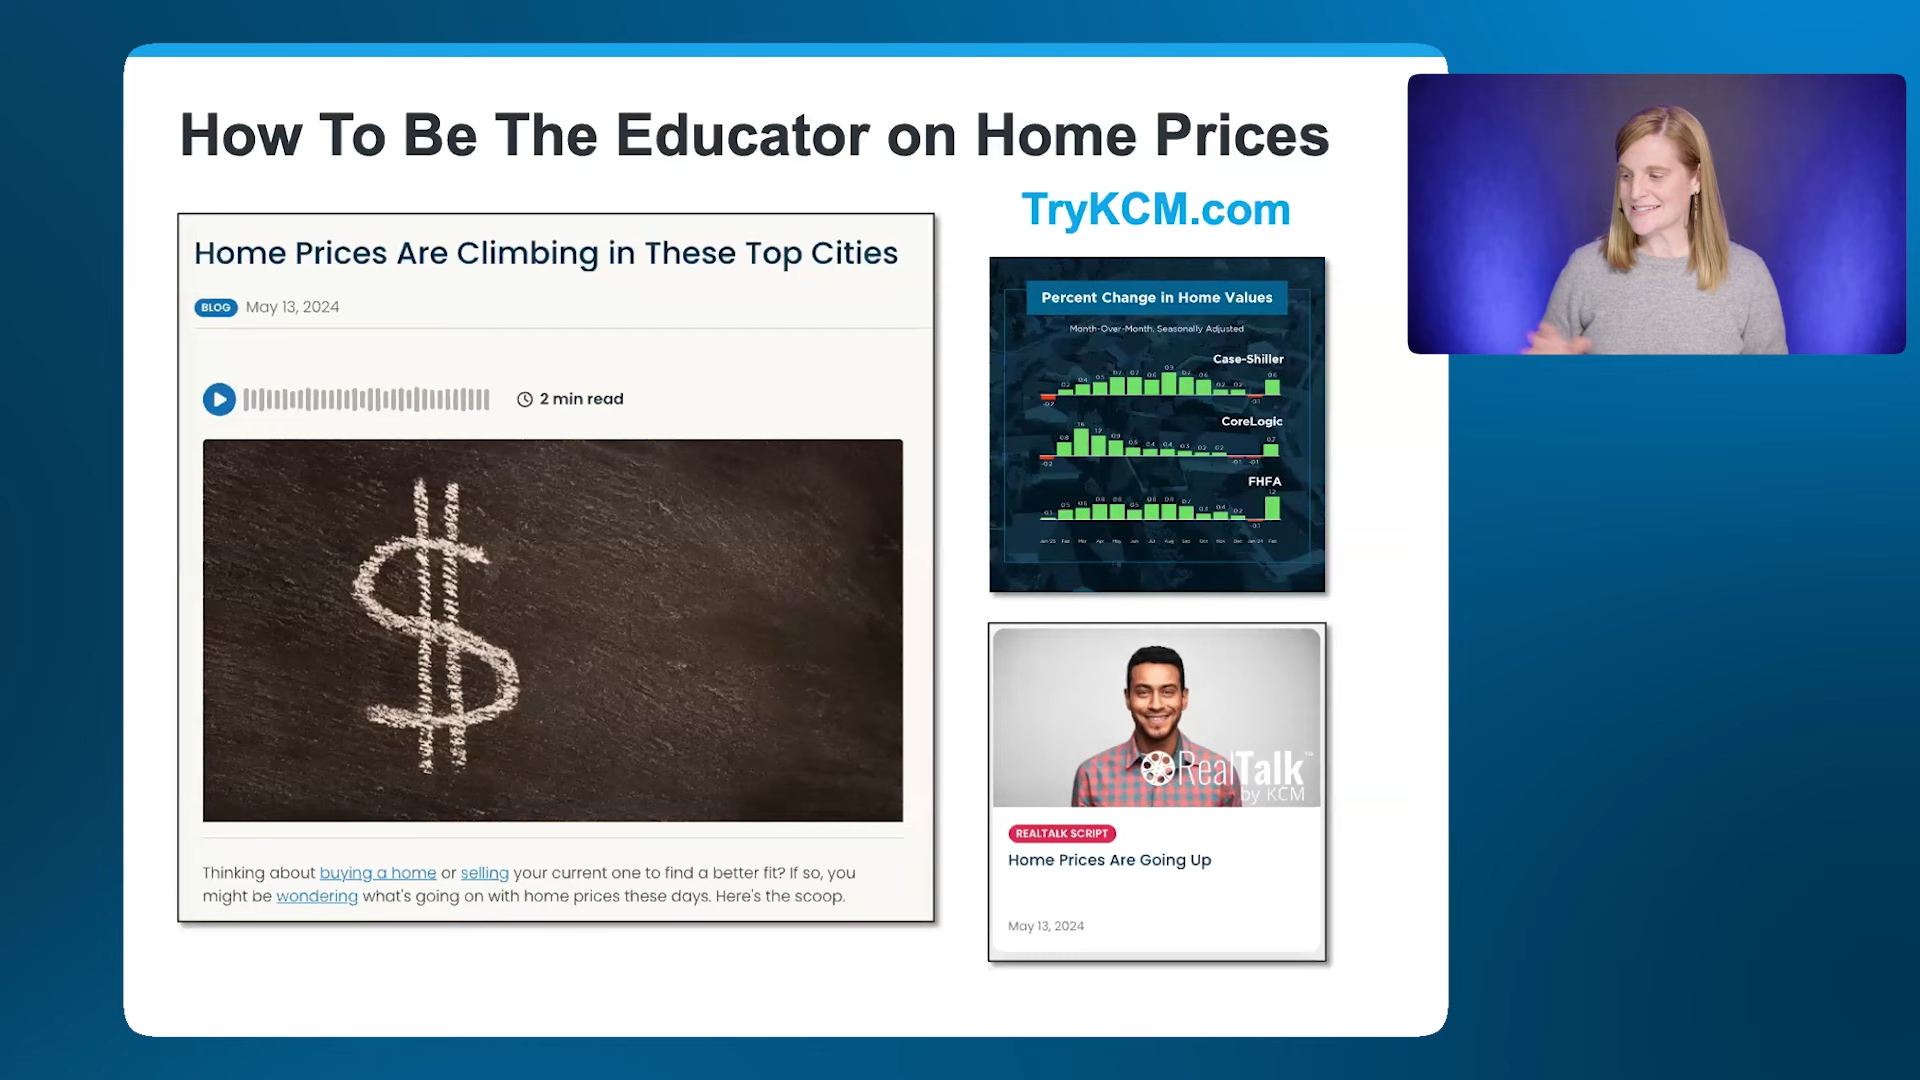 How To Be The Educator on Home Prices
TryKCM.com
Home Prices Are Climbing in These Top Cities
BLOG May 13, 2024
2 min read
Thinking about buying a home or selling your current one to find a better fit? If so, you
might be wondering what's going on with home prices these days. Here's the scoop.
Percent Change in Home Values
Month-Over-Month, Seasonally Adjusted
Case-Shiller
CoreLogic
FHFA
RealTalk™
by KCM
REALTALK SCRIPT
Home Prices Are Going Up
May 13, 2024